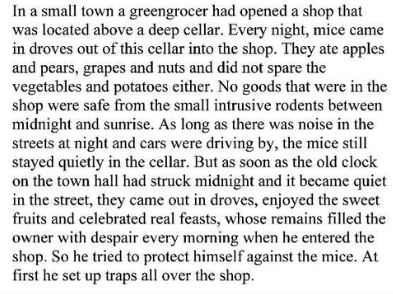 In a small town a greengrocer had opened a shop that
was located above a deep cellar. Every night, mice came
in droves out of this cellar into the shop. They ate apples
and pears, grapes and nuts and did not spare the
vegetables and potatoes either. No goods that were in the
shop were safe from the small intrusive rodents between
midnight and sunrise. As long as there was noise in the
streets at night and cars were driving by, the mice still
stayed quietly in the cellar. But as soon as the old clock
on the town hall had struck midnight and it became quiet
in the street, they came out in droves, enjoyed the sweet
fruits and celebrated real feasts, whose remains filled the
owner with despair every morning when he entered the
shop. So he tried to protect himself against the mice. At
first he set up traps all over the shop.